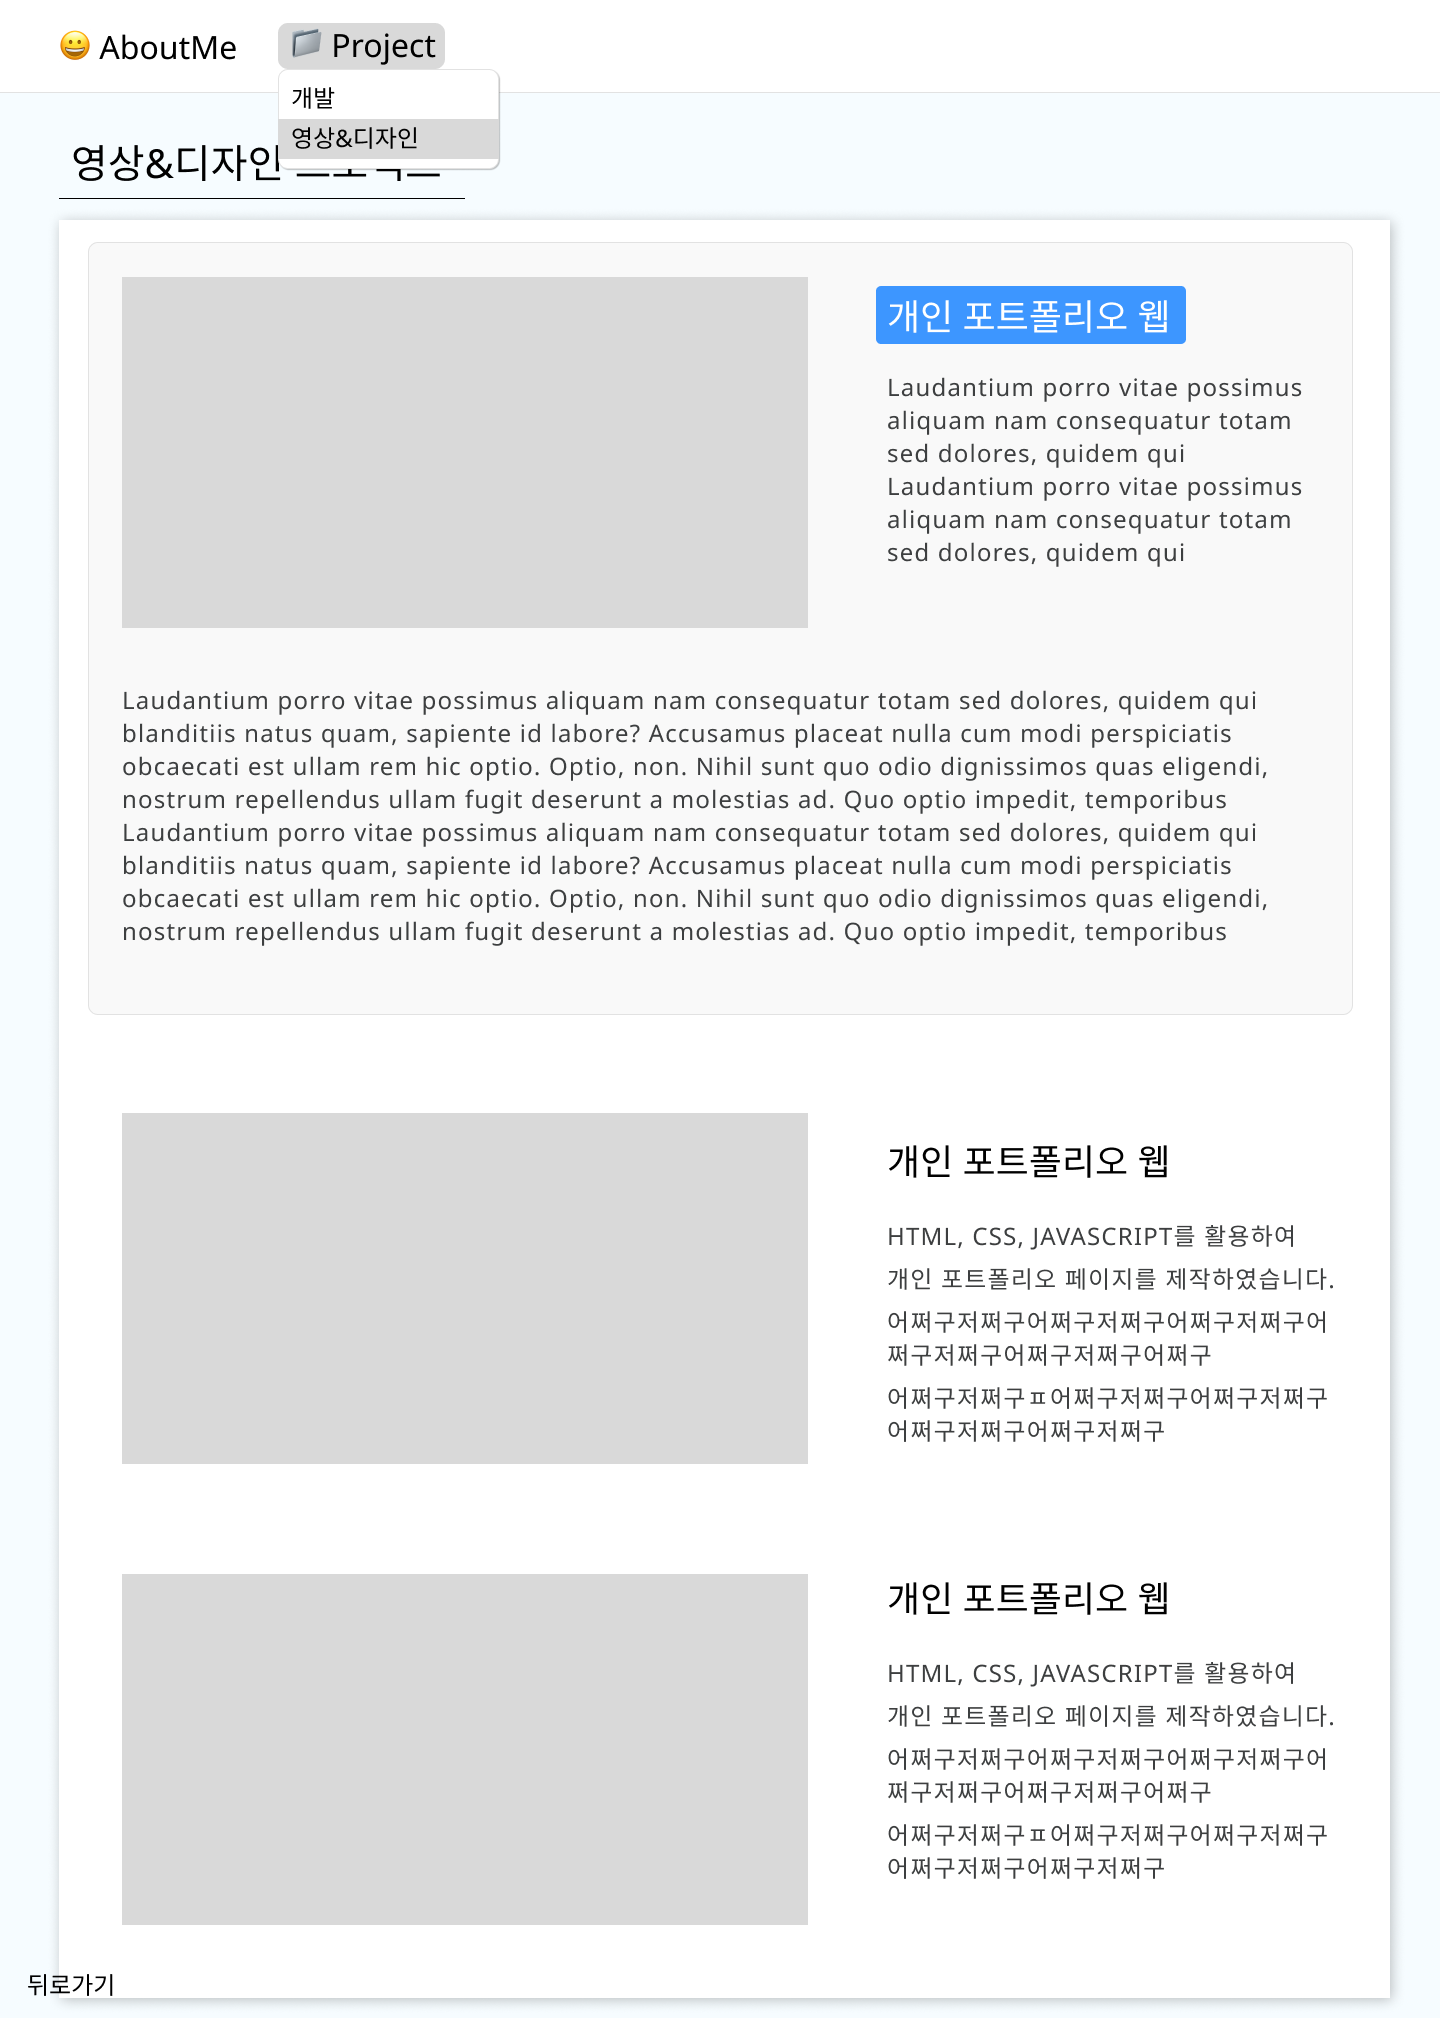 😀 AboutMe
📁 Project
개발
영상&디자인
영상&디자인
개인 포트폴리오 웹
Laudantium porro vitae possimus
aliquam nam consequatur totam
sed dolores, quidem qui
Laudantium porro vitae possimus
aliquam nam consequatur totam
sed dolores, quidem qui
Laudantium porro vitae possimus aliquam nam consequatur totam sed dolores, quidem qui
blanditiis natus quam, sapiente id labore? Accusamus placeat nulla cum modi perspiciatis
obcaecati est ullam rem hic optio. Optio, non. Nihil sunt quo odio dignissimos quas eligendi,
nostrum repellendus ullam fugit deserunt a molestias ad. Quo optio impedit, temporibus
Laudantium porro vitae possimus aliquam nam consequatur totam sed dolores, quidem qui
blanditiis natus quam, sapiente id labore? Accusamus placeat nulla cum modi perspiciatis
obcaecati est ullam rem hic optio. Optio, non. Nihil sunt quo odio dignissimos quas eligendi,
nostrum repellendus ullam fugit deserunt a molestias ad. Quo optio impedit, temporibus
개인 포트폴리오 웹
HTML, CSS, JAVASCRIPT를 활용하여
개인 포트폴리오 페이지를 제작하였습니다.
어쩌구저쩌구어쩌구저쩌구어쩌구저쩌구어
쩌구저쩌구어쩌구저쩌구어쩌구
어쩌구저쩌구ㅍ어쩌구저쩌구어쩌구저쩌구
어쩌구저쩌구어쩌구저쩌구
개인 포트폴리오 웹
HTML, CSS, JAVASCRIPT를 활용하여
개인 포트폴리오 페이지를 제작하였습니다.
어쩌구저쩌구어쩌구저쩌구어쩌구저쩌구어
쩌구저쩌구어쩌구저쩌구어쩌구
어쩌구저쩌구ㅍ어쩌구저쩌구어쩌구저쩌구
어쩌구저쩌구어쩌구저쩌구
뒤로가기